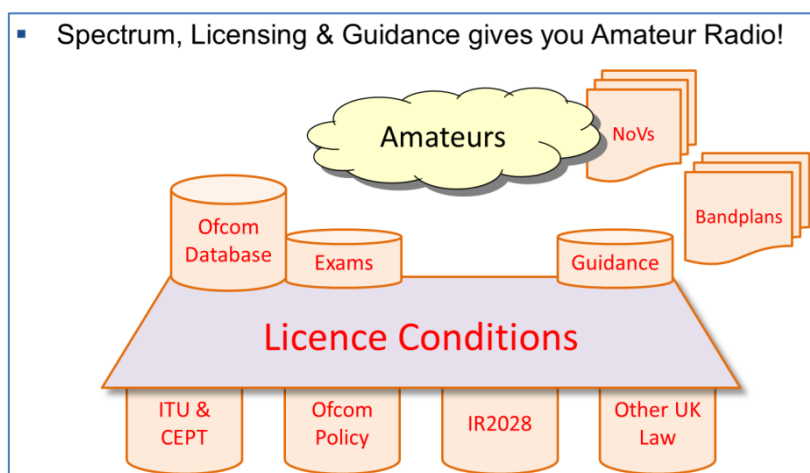 ▪ Spectrum, Licensing & Guidance gives you Amateur Radio!
Amateurs
NoVs
Bandplans
Ofcom
Database
Exams
Guidance
Licence Conditions
ITU &
CEPT
Ofcom
Policy
IR2028
Other UK
Law